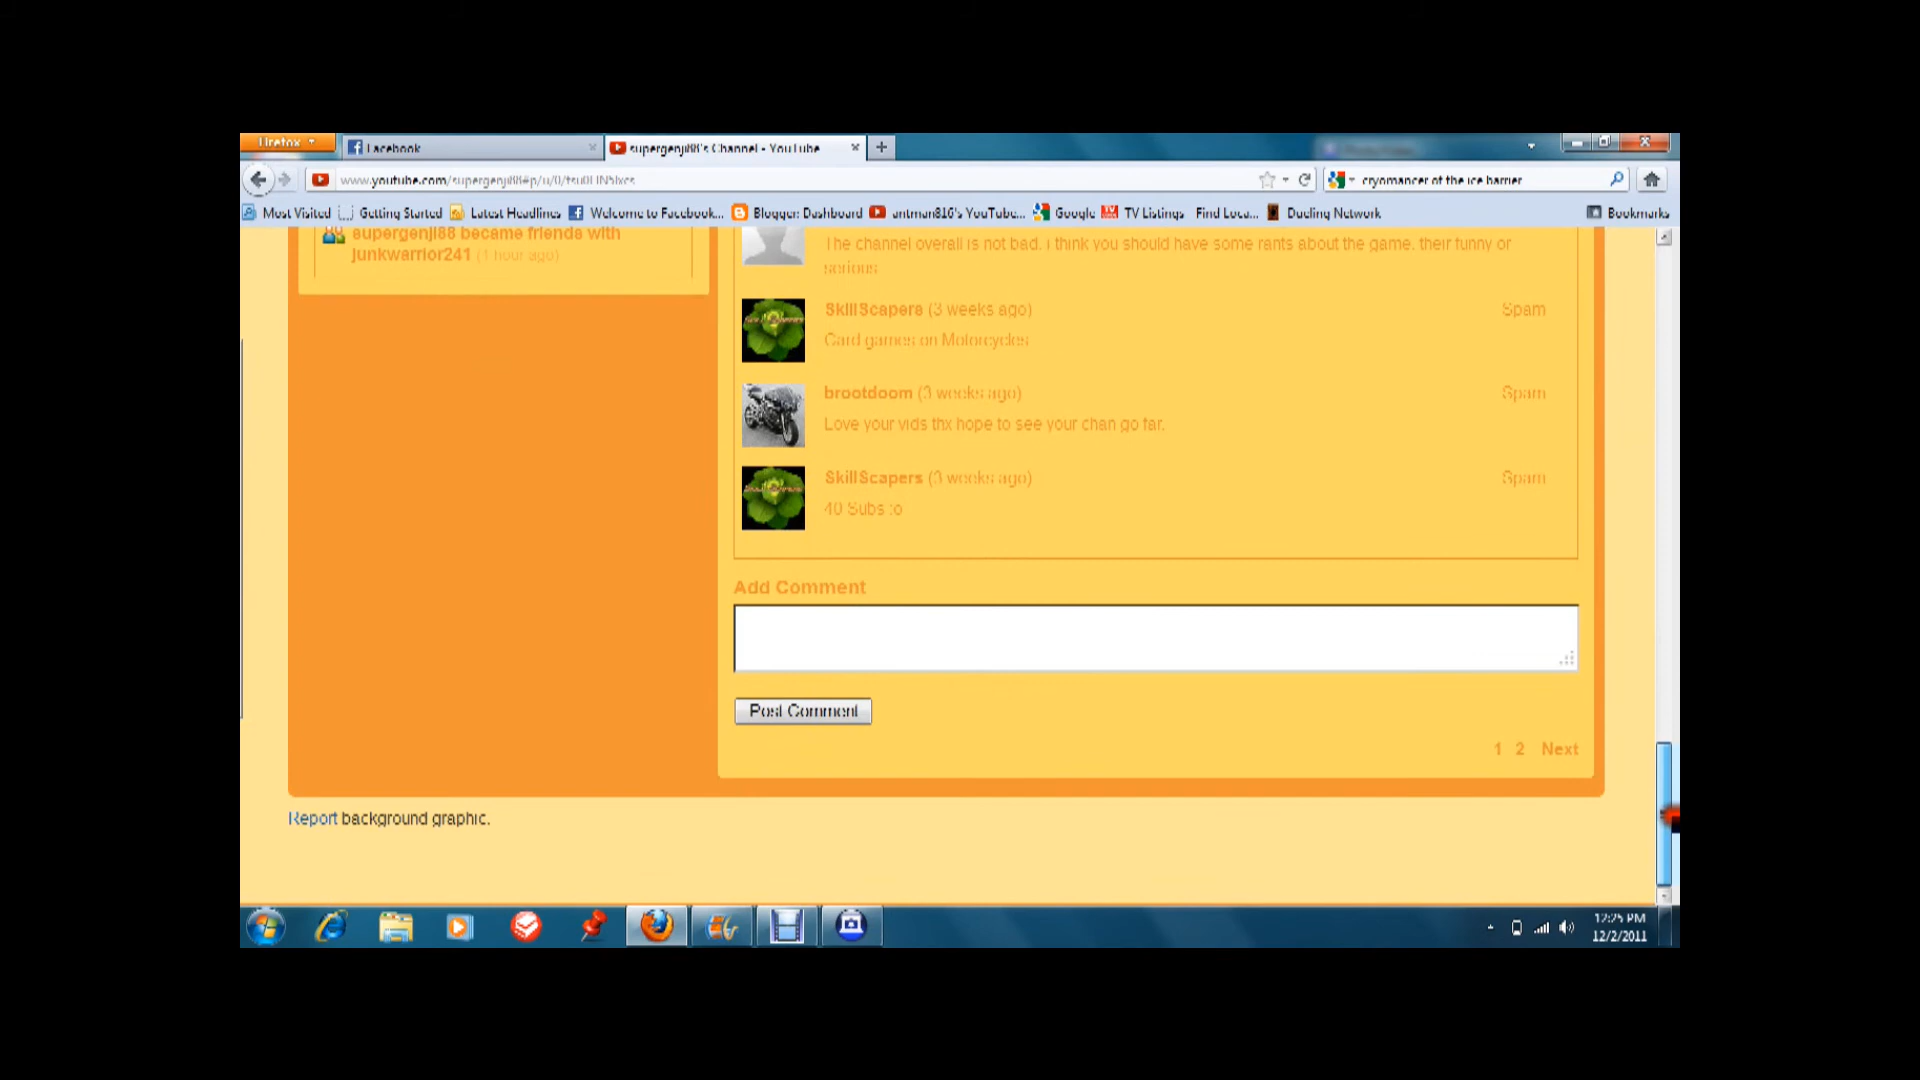 Firefox
Facebook
supergenji88's Channel - YouTube
cryomancer of the ice barrier
Most Visited Getting Started Latest Headlines Welcome to Facebook... Blogger: Dashboard antman816's YouTube... Google TV Listings Find Loca... Dueling Network Bookmarks
supergenji88 became friends with
junkwarrior241 (1 hour ago)
The channel overall is not bad. i think you should have some rants about the game. their funny or
serious
SkillScapers (3 weeks ago) Spam
Card games on Motorcycles
brootdoom (3 weeks ago) Spam
Love your vids thx hope to see your chan go far.
SkillScapers (3 weeks ago) Spam
40 Subs :o
Add Comment
Post Comment
1 2 Next
Report background graphic.
12:25 PM
12/2/2011